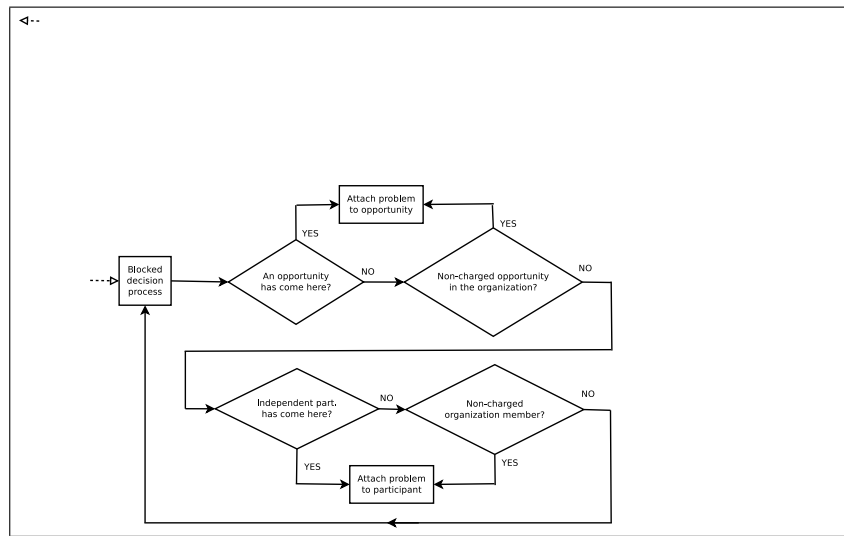 Attach problem
to opportunity
YES
YES
Blocked
decision
process
An opportunity
has come here?
NO
Non-charged opportunity
in the organization?
NO
Independent part.
has come here?
NO
Non-charged
organization member?
NO
YES
YES
Attach problem
to participant